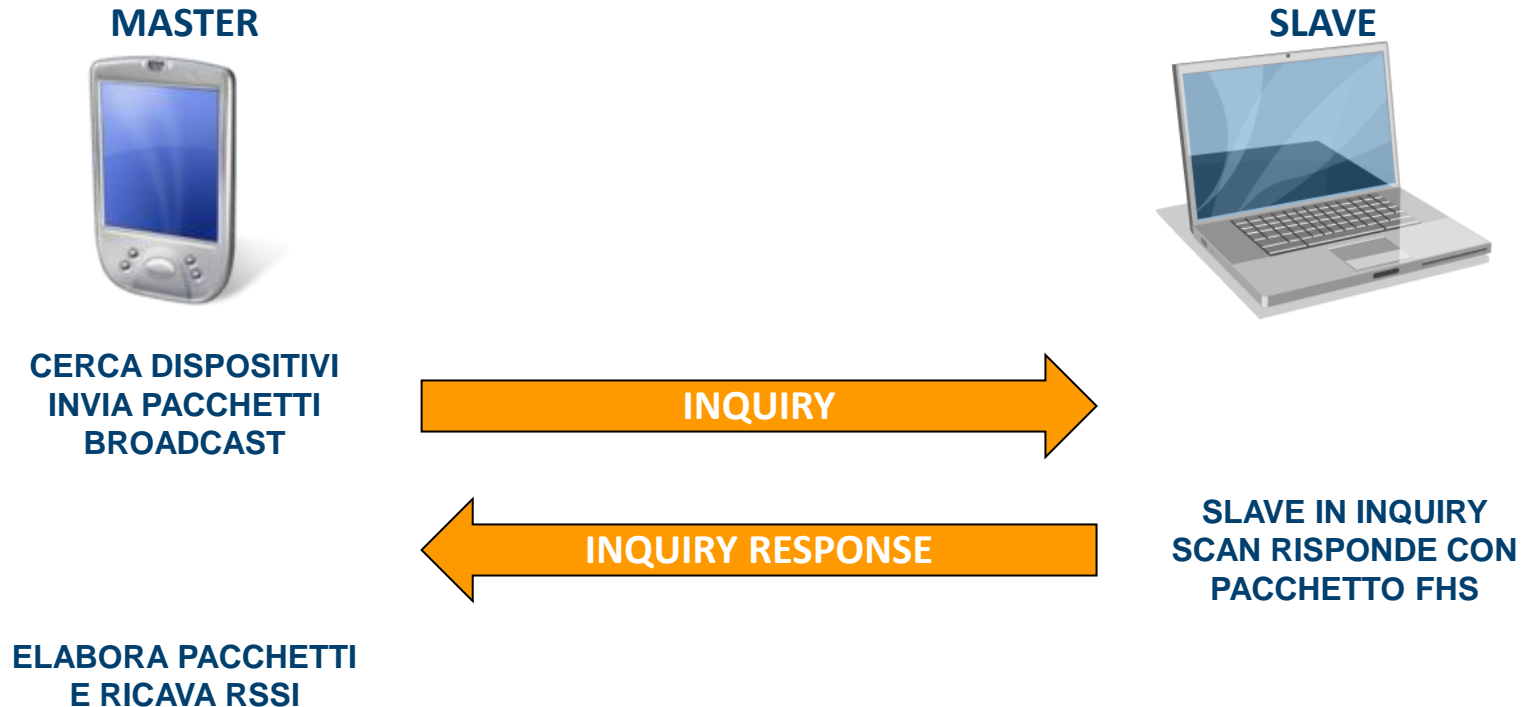 MASTER
SLAVE
CERCA DISPOSITIVI
INVIA PACCHETTI
BROADCAST
INQUIRY
INQUIRY RESPONSE
SLAVE IN INQUIRY
SCAN RISPONDE CON
PACCHETTO FHS
ELABORA PACCHETTI
E RICAVA RSSI